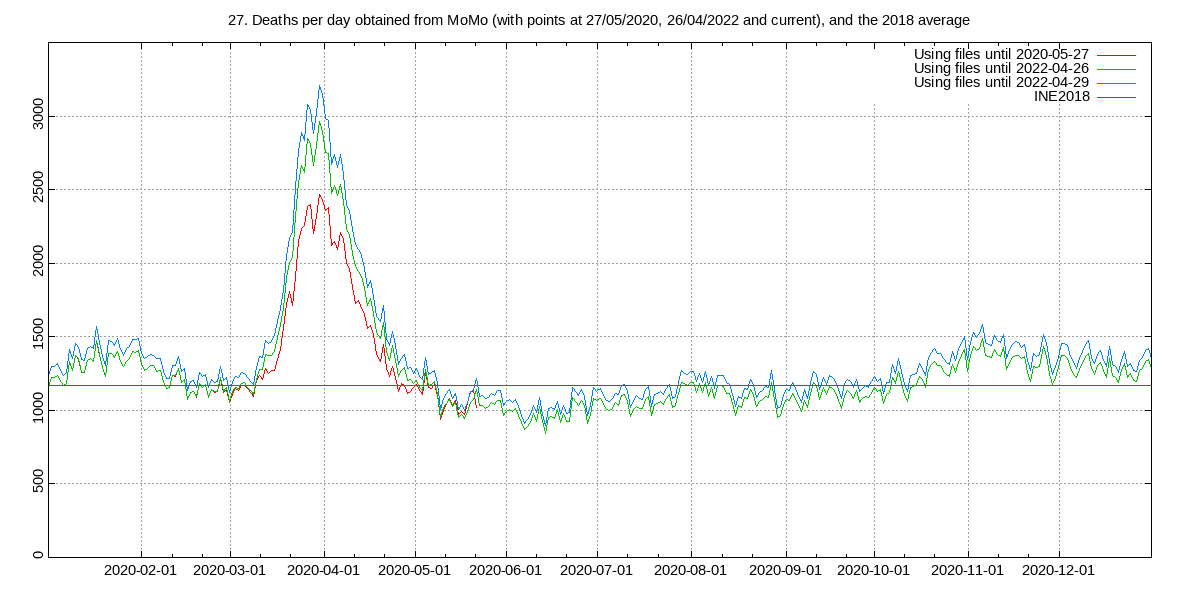 27. Deaths per day obtained from MoMo (with points at 27/05/2020, 26/04/2022 and current), and the 2018 average
Using files until 2020-05-27
Using files until 2022-04-26
Using files until 2022-04-29
INE2018
3000
2500
2000
1500
1000
500
0
2020-02-01 2020-03-01 2020-04-01 2020-05-01 2020-06-01 2020-07-01 2020-08-01 2020-09-01 2020-10-01 2020-11-01 2020-12-01